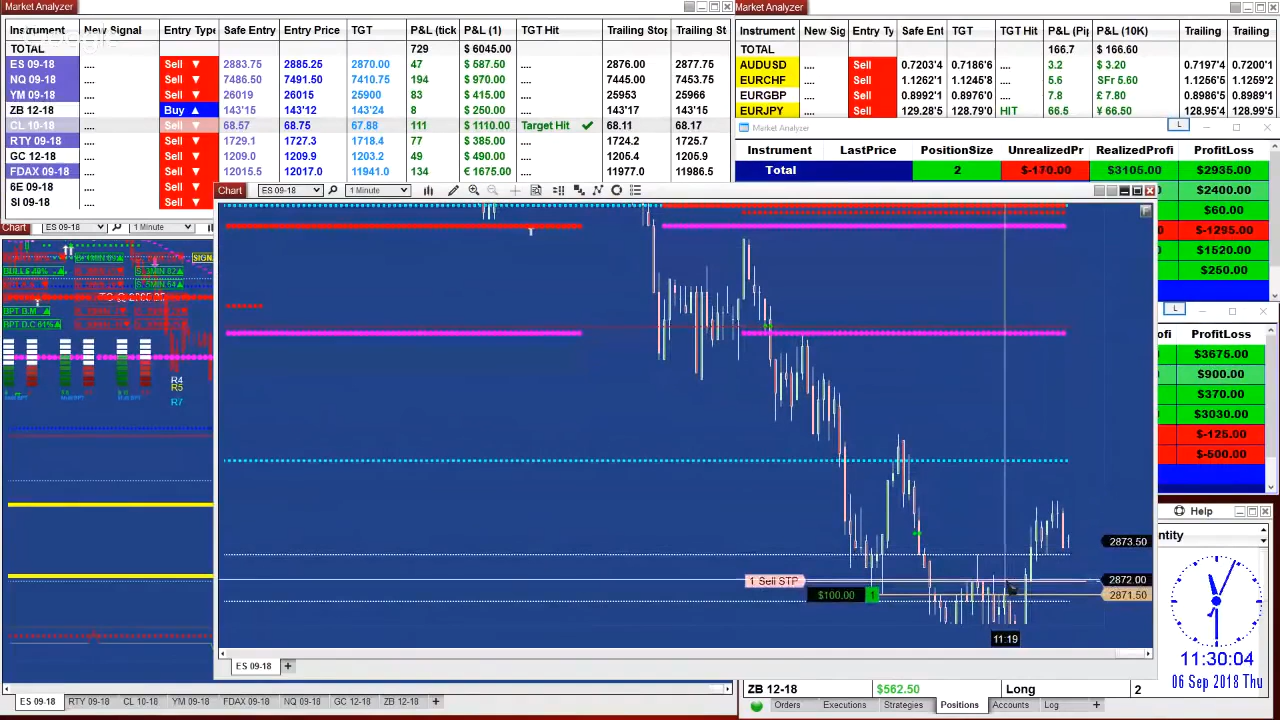 Market Analyzer
Instrument New Signal Entry Type Safe Entry Entry Price TGT P&L (tick P&L (1) TGT Hit Trailing Stop Trailing St
TOTAL 729 $ 6045.00
ES 09-18 .... Sell ▼ 2883.75 2885.25 2870.00 47 $ 587.50 .... 2876.00 2877.75
NQ 09-18 .... Sell ▼ 7486.50 7491.50 7410.75 194 $ 970.00 .... 7445.00 7453.75
YM 09-18 .... Sell ▼ 26019 26015 25900 83 $ 415.00 .... 25953 25966
ZB 12-18 .... Buy ▲ 143'15 143'12 143'24 8 $ 250.00 .... 143'17 143'15
CL 10-18 .... Sell ▼ 68.57 68.75 67.88 111 $ 1110.00 Target Hit ✔ 68.11 68.17
RTY 09-18 .... Sell ▼ 1729.1 1727.3 1718.4 77 $ 385.00 .... 1724.2 1725.7
GC 12-18 .... Sell ▼ 1209.0 1209.9 1203.2 49 $ 490.00 .... 1205.4 1205.9
FDAX 09-18 .... Sell ▼ 12015.5 12017.0 11941.0 134 € 1675.00 .... 11977.0 11986.5
6E 09-18
SI 09-18
Market Analyzer
Instrument New Sig Entry Ty Safe Ent TGT TGT Hit P&L (Pi P&L (10K) Trailing Trailing
TOTAL 166.7 $ 166.60
AUDUSD .... Sell 0.7203'4 0.7186'6 .... 3.2 $ 3.20 0.7197'4 0.7200'1
EURCHF .... Sell 1.1262'1 1.1245'8 .... 5.6 SFr 5.60 1.1256'5 1.1259'2
EURGBP .... Sell 0.8992'1 0.8976'1 .... 7.8 £ 7.80 0.8986'5 0.8989'1
EURJPY .... Sell 129.28'5 128.79'0 HIT 66.5 ¥ 66.50 128.95'4 129.04'5
Market Analyzer L
Instrument LastPrice PositionSize UnrealizedPr RealizedProfi ProfitLoss
Total 2 $-170.00 $3105.00 $2935.00
$2400.00
$60.00
$-1295.00
$1520.00
$250.00
L
ofi ProfitLoss
$3675.00
$900.00
$370.00
$3030.00
$-125.00
$-500.00
Chart ES 09-18 1 Minute
Chart ES 09-18 1 Minute
R4
R5
R7
2873.50
1 Sell STP 2872.00
$100.00 1 2871.50
11:19
ES 09-18 +
Help
ntity
11:30:04
06 Sep 2018 Thu
ZB 12-18 $562.50 Long 2
ES 09-18 RTY 09-18 CL 10-18 YM 09-18 FDAX 09-18 NQ 09-18 GC 12-18 ZB 12-18 +
Orders Executions Strategies Positions Accounts Log +